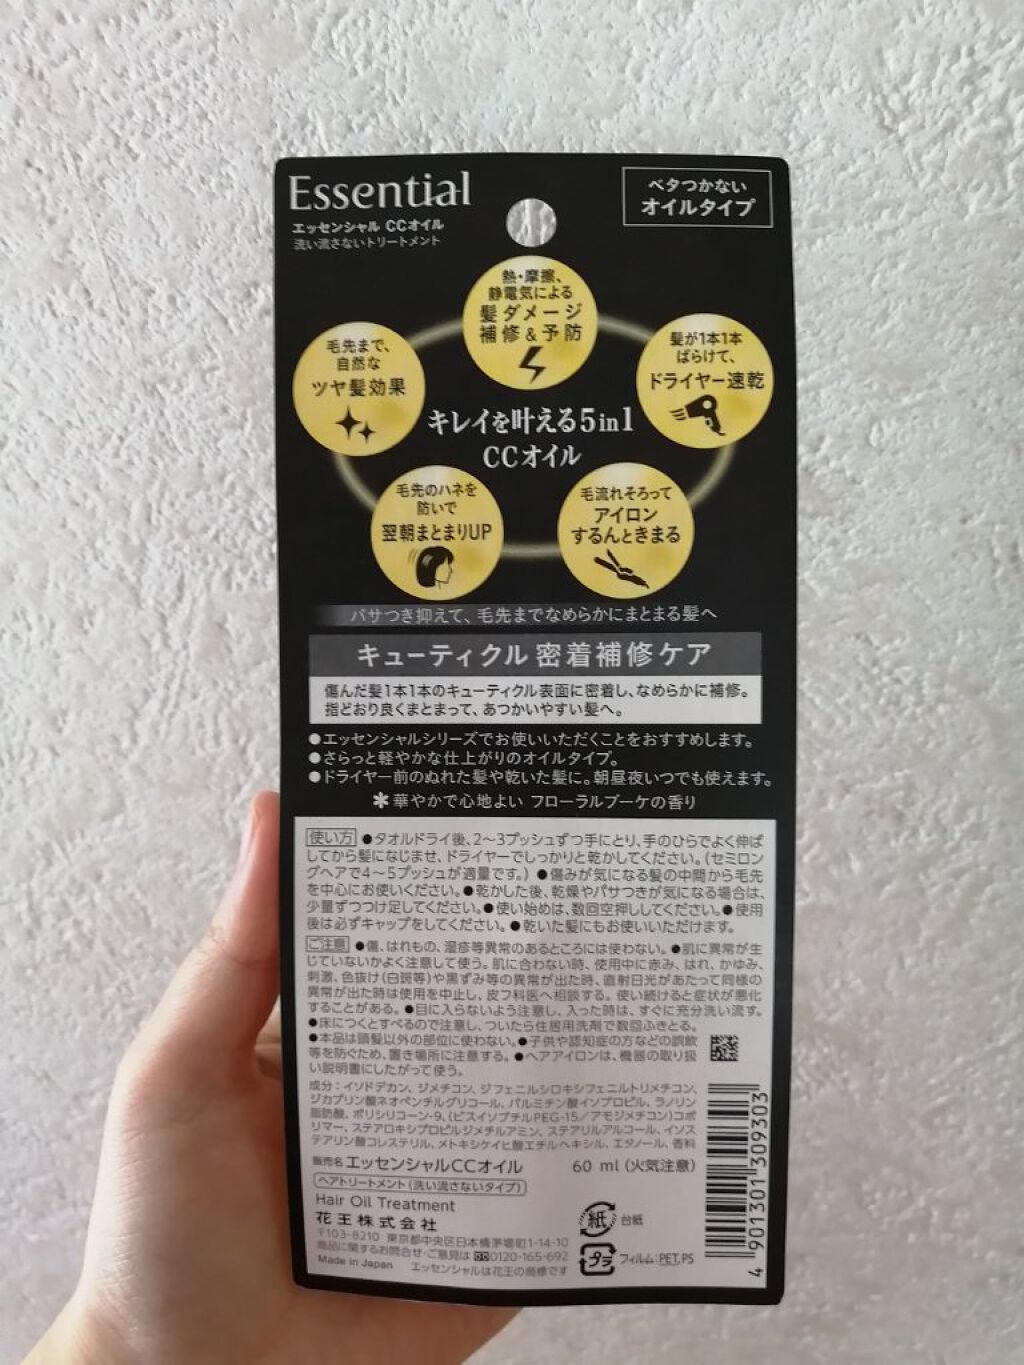 Essential
エッセンシャル CCオイル
洗い流さないトリートメント
ベタつかない
オイルタイプ
熱・摩擦、
静電気による
髪ダメージ
補修&予防
毛先まで、
自然な
ツヤ髪効果
髪が1本1本
ばらけて、
ドライヤー速乾
キレイを叶える5in1
CCオイル
毛先のハネを
防いで
翌朝まとまりUP
毛流れそろって
アイロン
するんときまる
パサつき抑えて、毛先までなめらかにまとまる髪へ
キューティクル密着補修ケア
傷んだ髪1本1本のキューティクル表面に密着し、なめらかに補修。
指どおり良くまとまって、あつかいやすい髪へ。
●エッセンシャルシリーズでお使いいただくことをおすすめします。
●さらっと軽やかな仕上がりのオイルタイプ。
●ドライヤー前のぬれた髪や乾いた髪に。朝昼夜いつでも使えます。
＊華やかで心地よい フローラルブーケの香り
使い方 ●タオルドライ後、2〜3プッシュずつ手にとり、手のひらでよく伸ば
してから髪になじませ、ドライヤーでしっかりと乾かしてください。(セミロン
グヘアで4〜5プッシュが適量です。) ●傷みが気になる髪の中間から毛先
を中心にお使いください。●乾かした後、乾燥やパサつきが気になる場合は、
少量ずつつけ足してください。●使い始めは、数回空押ししてください。●使用
後は必ずキャップをしてください。●乾いた髪にもお使いいただけます。
ご注意 ●傷、はれもの、湿疹等異常のあるところには使わない。●肌に異常が生
じていないかよく注意して使う。肌に合わない時、使用中に赤み、はれ、かゆみ、
刺激、色抜け(白斑等)や黒ずみ等の異常が出た時、直射日光があたって同様の
異常が出た時は使用を中止し、皮フ科医へ相談する。使い続けると症状が悪化
することがある。●目に入らないよう注意し、入った時は、すぐに充分洗い流す。
●床につくとすべるので注意し、ついたら住居用洗剤で数回ふきとる。
●本品は頭髪以外の部位に使わない。●子供や認知症の方などの誤飲
等を防ぐため、置き場所に注意する。●ヘアアイロンは、機器の取り扱
い説明書にしたがって使う。
成分：イソドデカン、ジメチコン、ジフェニルシロキシフェニルトリメチコン、
ジカプリン酸ネオペンチルグリコール、パルミチン酸イソプロピル、ラノリン
脂肪酸、ポリシリコーン-9、(ビスイソブチルPEG-15/アモジメチコン)コポ
リマー、ステアロキシプロピルジメチルアミン、ステアリルアルコール、イソス
テアリン酸コレステリル、メトキシケイヒ酸エチルヘキシル、エタノール、香料
販売名 エッセンシャルCCオイル 60 ml (火気注意)
ヘアトリートメント(洗い流さないタイプ)
Hair Oil Treatment
花王株式会社
〒103-8210 東京都中央区日本橋茅場町1-14-10
商品に関するお問合せ・ご意見は 0120-165-692
Made in Japan エッセンシャルは花王の商標です
紙 台紙
プラ フィルム:PET,PS
4 901301 309303